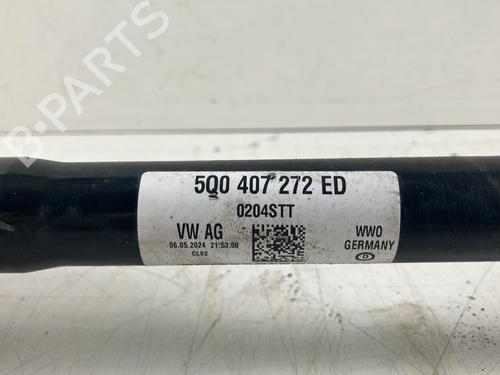 B-PARTS
5Q0 407 272 ED
0204STT
VW AG
06.05.2024 21:53:08
CL02
WWO
GERMANY
D